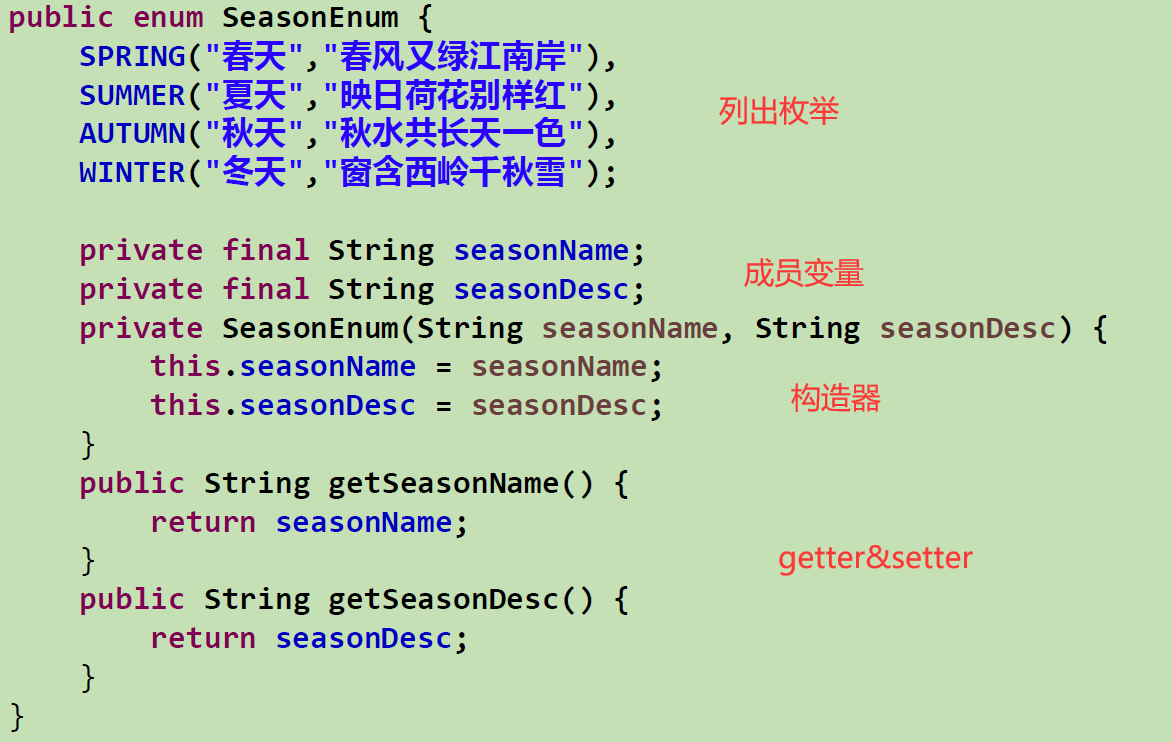 public enum SeasonEnum {
SPRING("春天","春风又绿江南岸"),
SUMMER("夏天","映日荷花别样红"),
列出枚举
AUTUMN("秋天","秋水共长天一色"),
WINTER("冬天","窗含西岭千秋雪");
private final String seasonName;
成员变量
private final String seasonDesc;
private SeasonEnum(String seasonName, String seasonDesc) {
this.seasonName = seasonName;
this.seasonDesc = seasonDesc;
构造器
}
public String getSeasonName() {
return seasonName;
}
getter&setter
public String getSeasonDesc() {
return seasonDesc;
}
}